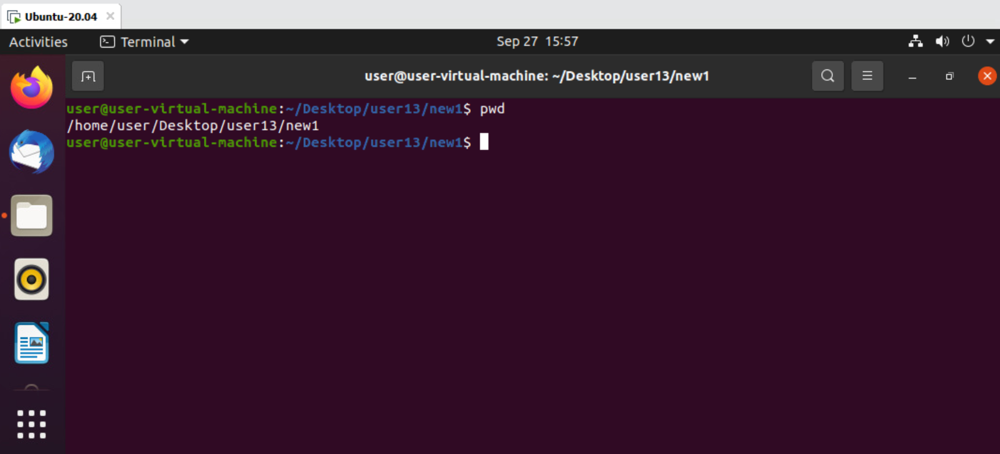 Ubuntu-20.04
Activities Terminal Sep 27 15:57
user@user-virtual-machine: ~/Desktop/user13/new1
user@user-virtual-machine:~/Desktop/user13/new1$ pwd
/home/user/Desktop/user13/new1
user@user-virtual-machine:~/Desktop/user13/new1$